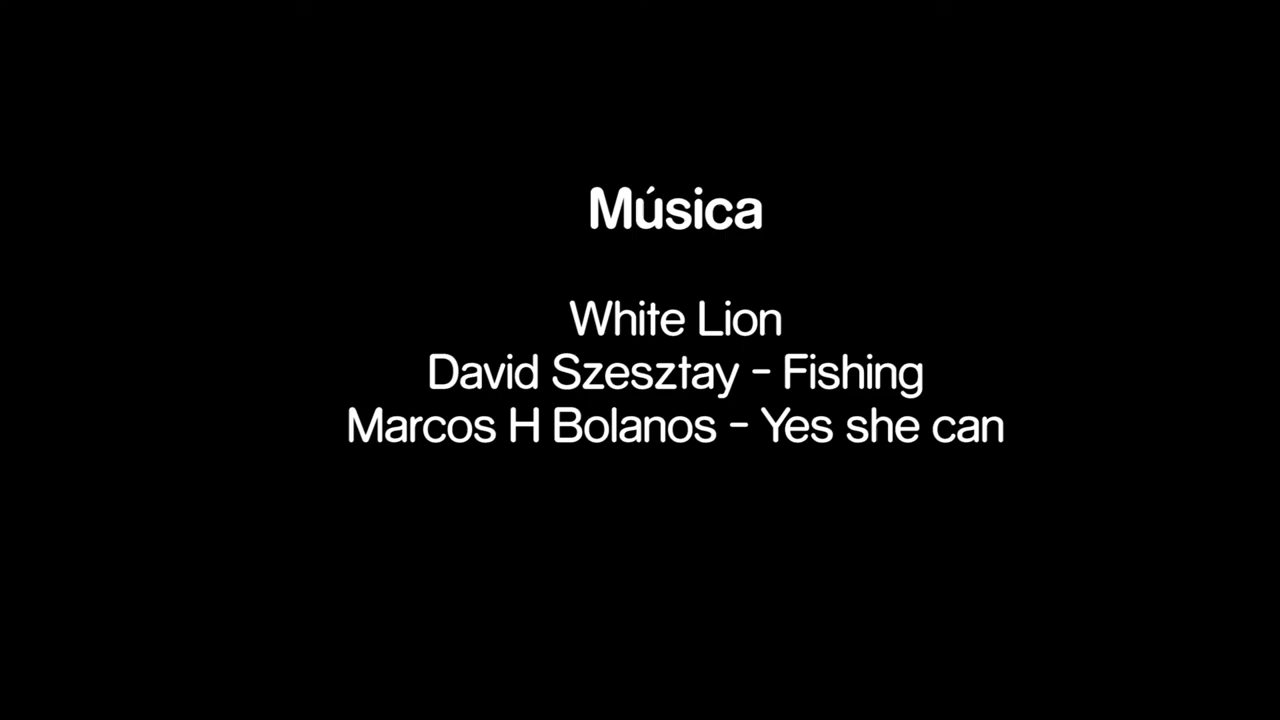 Música
White Lion
David Szesztay - Fishing
Marcos H Bolanos - Yes she can